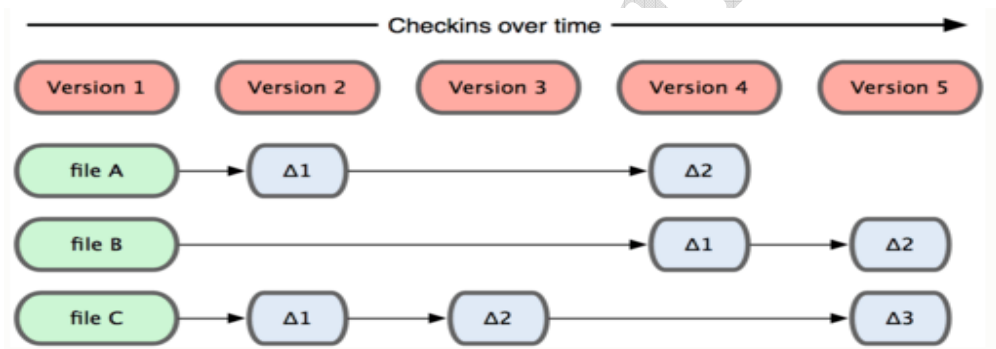 Checkins over time
Version 1 Version 2 Version 3 Version 4 Version 5
file A Δ1 Δ2
file B Δ1 Δ2
file C Δ1 Δ2 Δ3